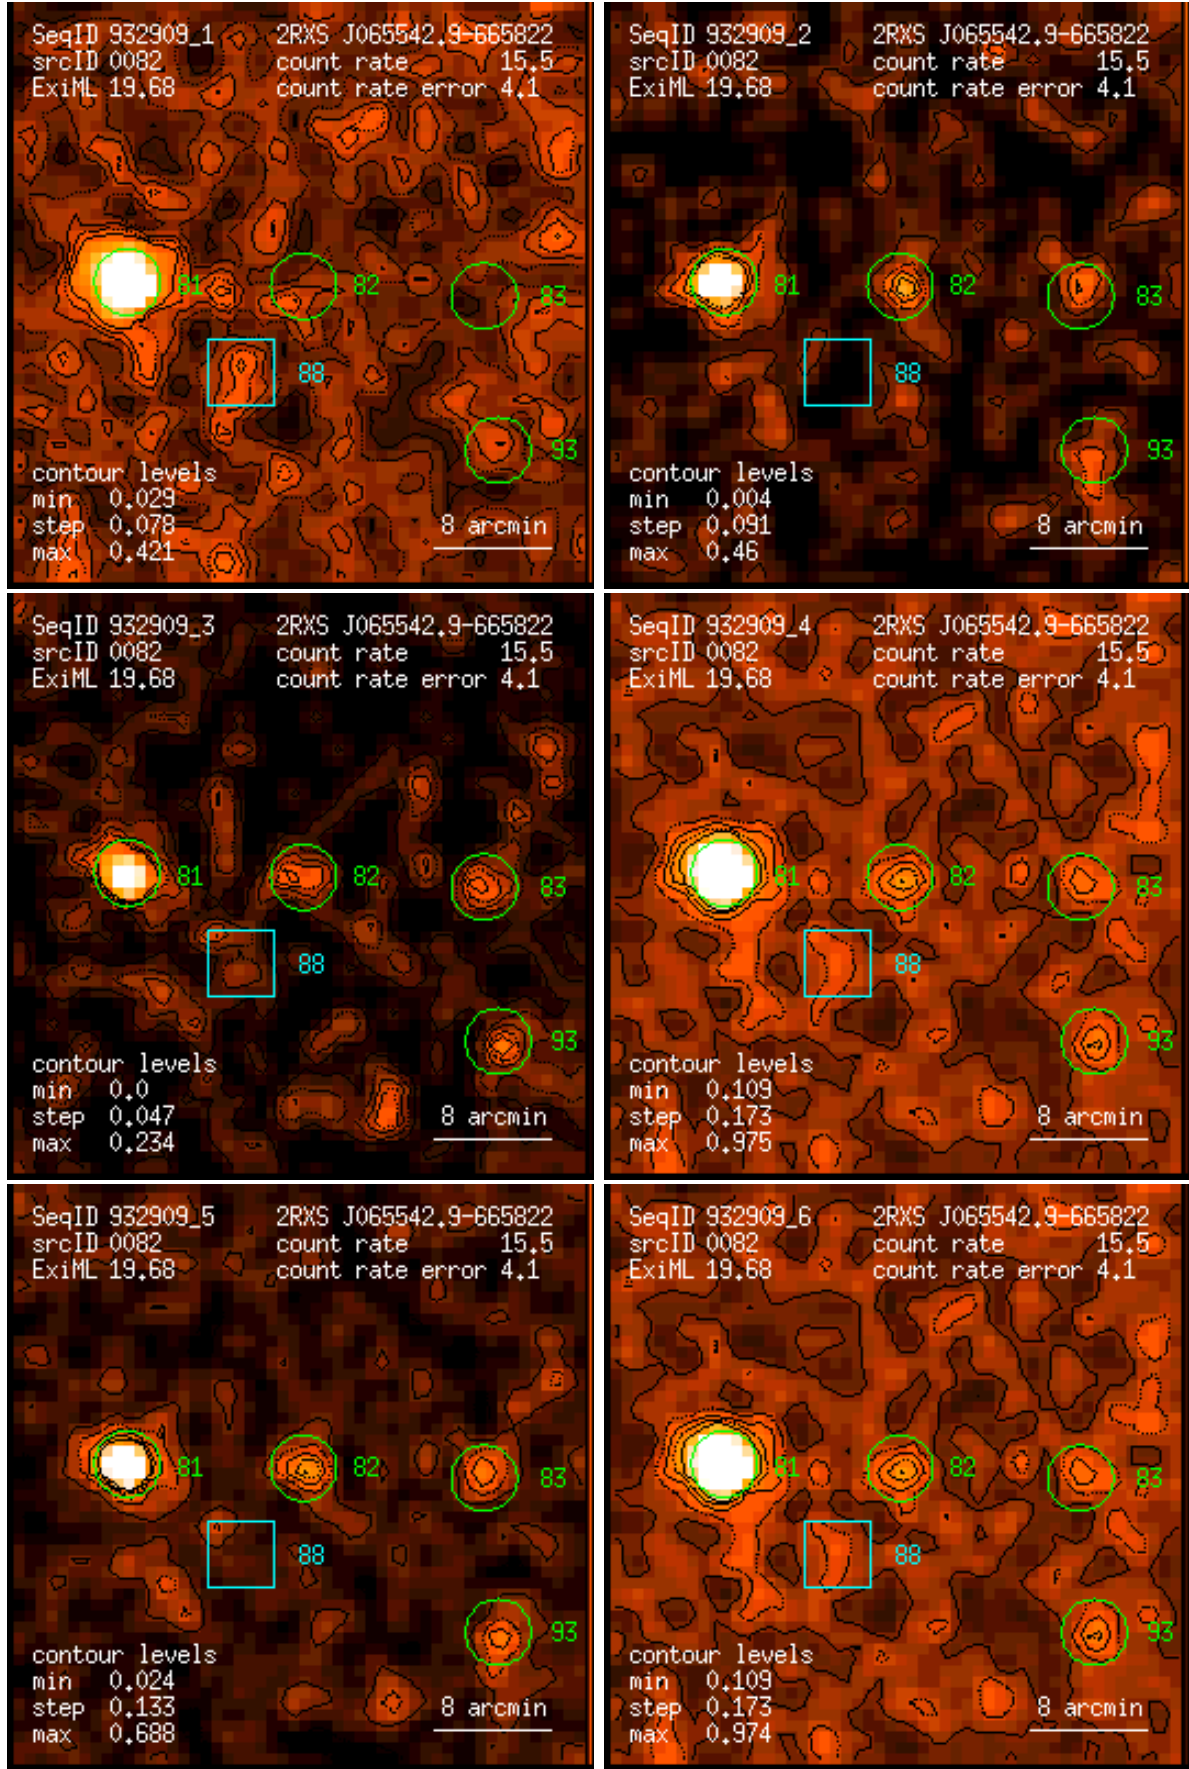 SeqID 932909_1 2RXS J065542.9-665822
srcID 0082 count rate 15.5
ExiML 19.68 count rate error 4.1
81
82
83
88
93
contour levels
min 0.029
step 0.078
max 0.421
8 arcmin
SeqID 932909_2 2RXS J065542.9-665822
srcID 0082 count rate 15.5
ExiML 19.68 count rate error 4.1
81
82
83
88
93
contour levels
min 0.004
step 0.091
max 0.46
8 arcmin
SeqID 932909_3 2RXS J065542.9-665822
srcID 0082 count rate 15.5
ExiML 19.68 count rate error 4.1
81
82
83
88
93
contour levels
min 0.0
step 0.047
max 0.234
8 arcmin
SeqID 932909_4 2RXS J065542.9-665822
srcID 0082 count rate 15.5
ExiML 19.68 count rate error 4.1
81
82
83
88
93
contour levels
min 0.109
step 0.173
max 0.975
8 arcmin
SeqID 932909_5 2RXS J065542.9-665822
srcID 0082 count rate 15.5
ExiML 19.68 count rate error 4.1
81
82
83
88
93
contour levels
min 0.024
step 0.133
max 0.688
8 arcmin
SeqID 932909_6 2RXS J065542.9-665822
srcID 0082 count rate 15.5
ExiML 19.68 count rate error 4.1
81
82
83
88
93
contour levels
min 0.109
step 0.173
max 0.974
8 arcmin